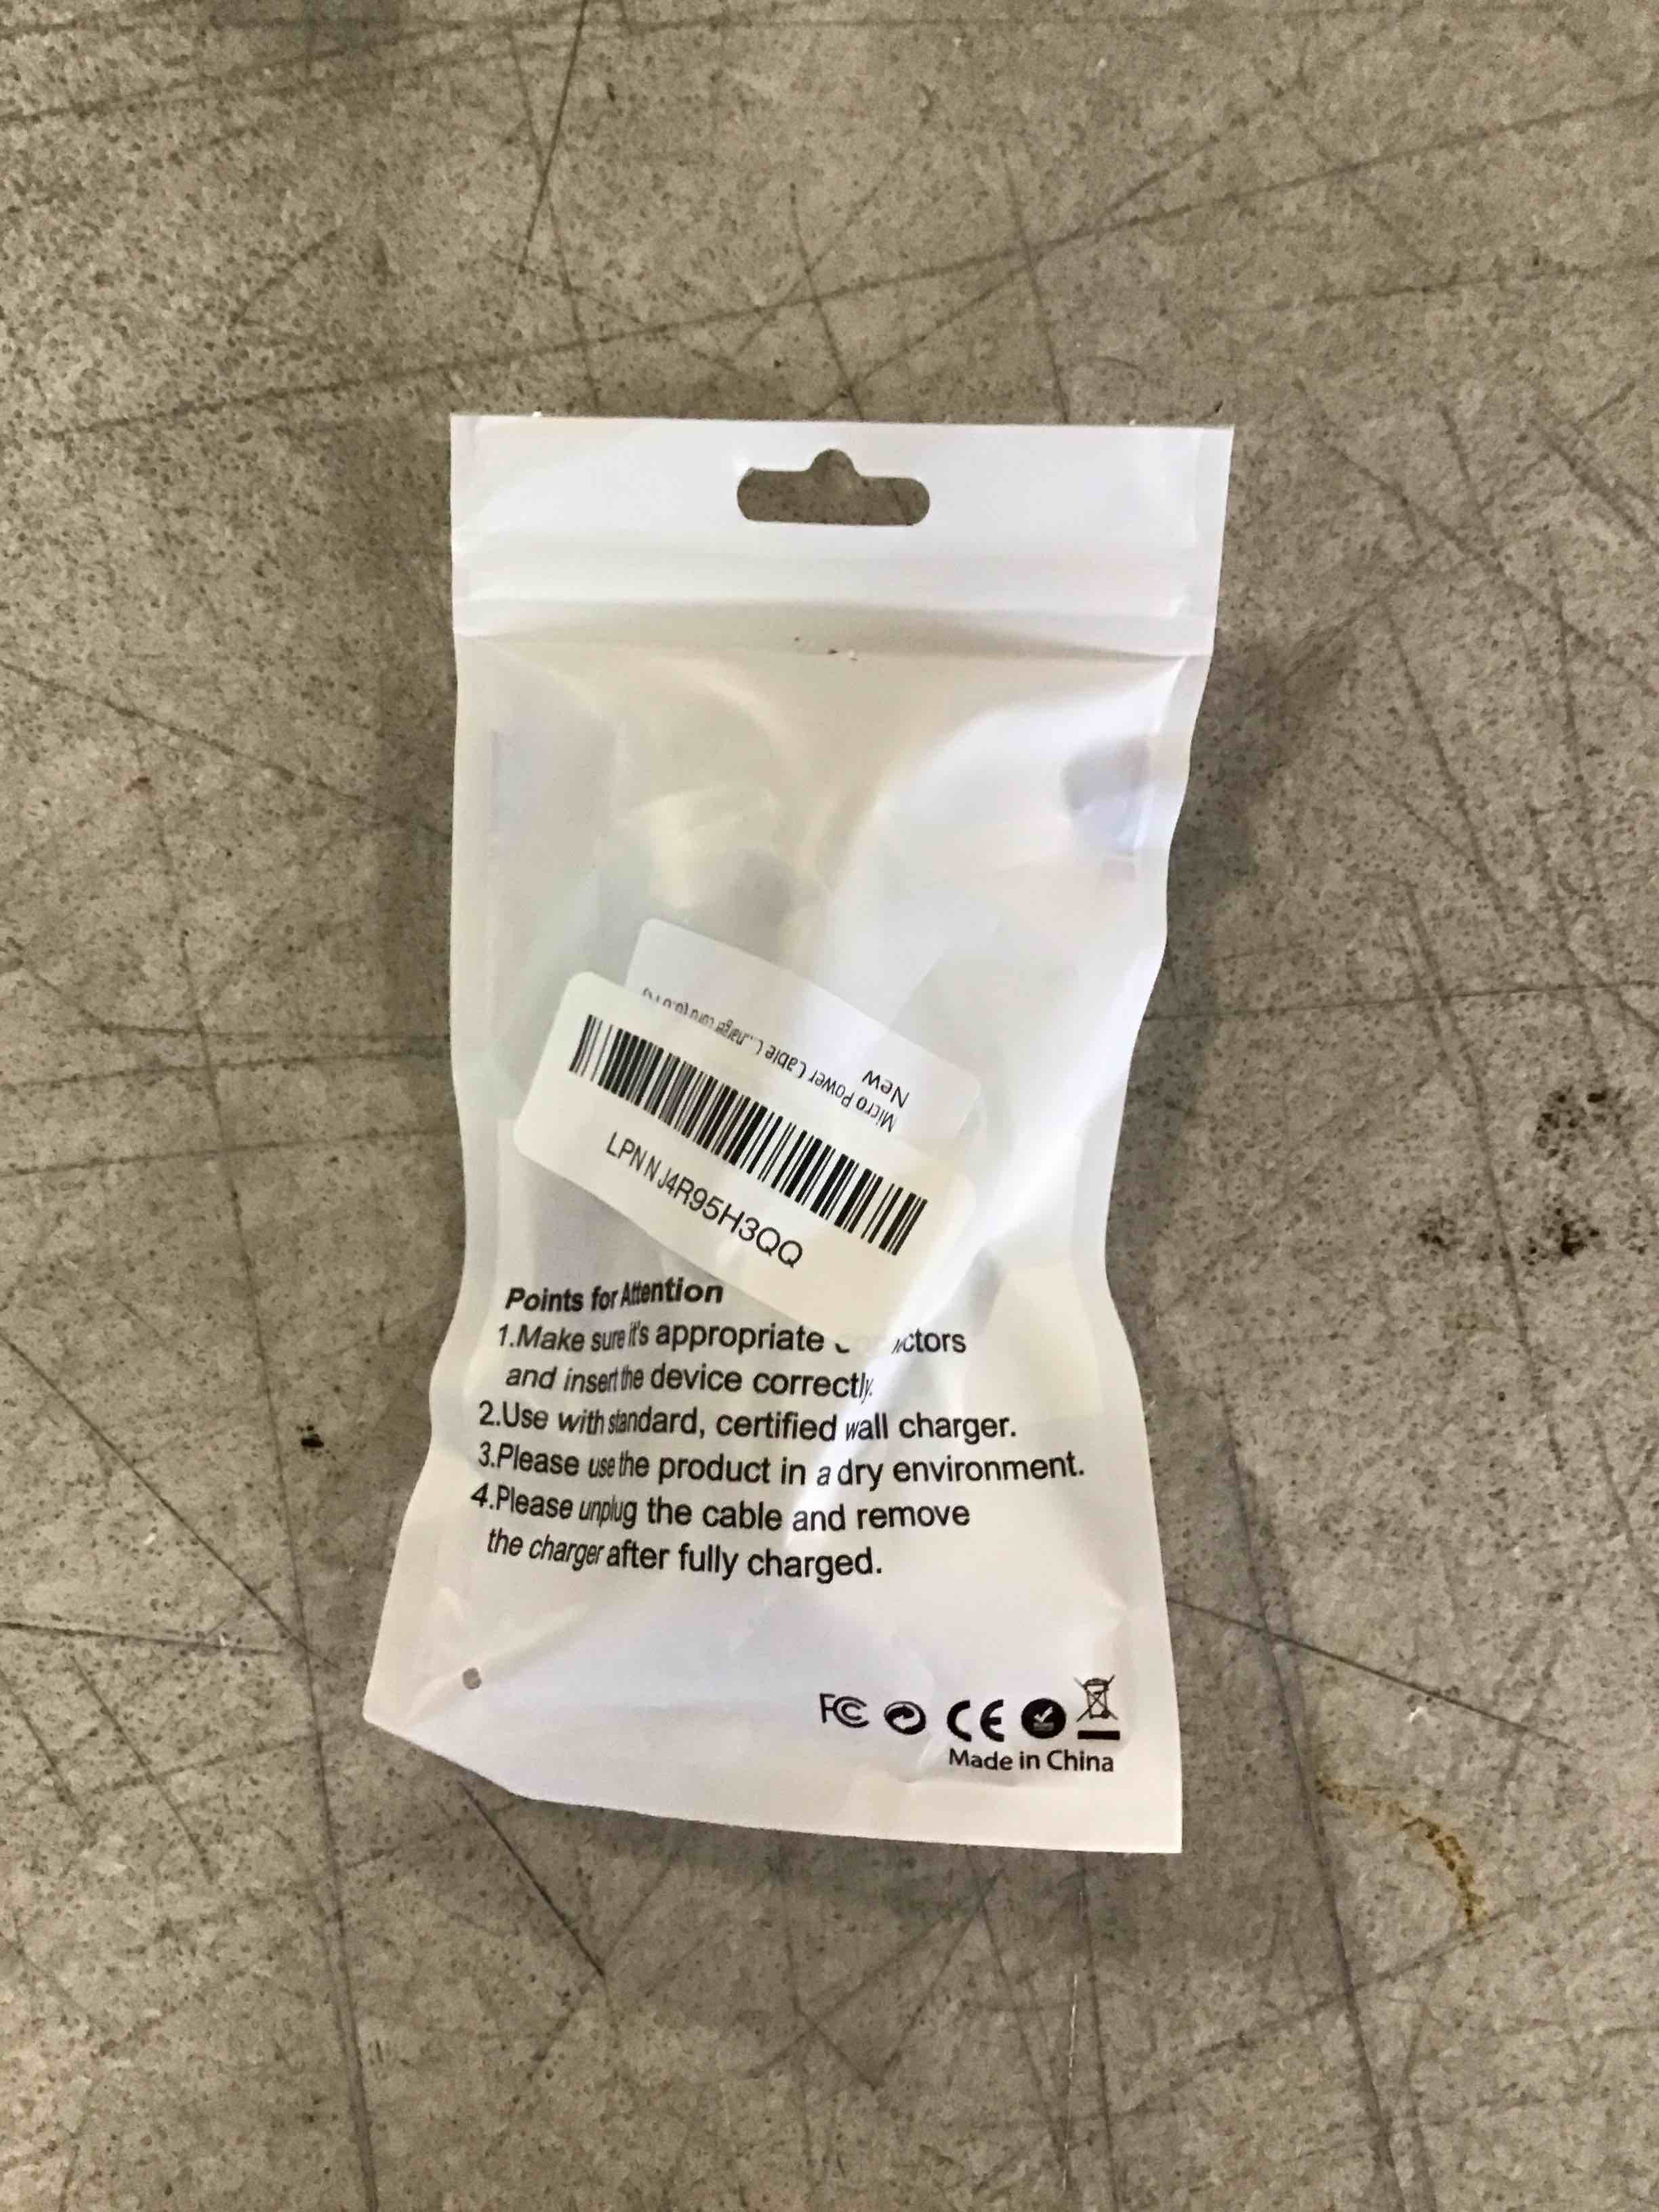 New
Micro Power Cable
LPNNJ4R95H3QQ
Points for Attention
1.Make sure it's appropriate
and insert the device correctly.
2.Use with standard, certified wall charger.
3.Please use the product in a dry environment.
4.Please unplug the cable and remove
the charger after fully charged.
FC CE
Made in China